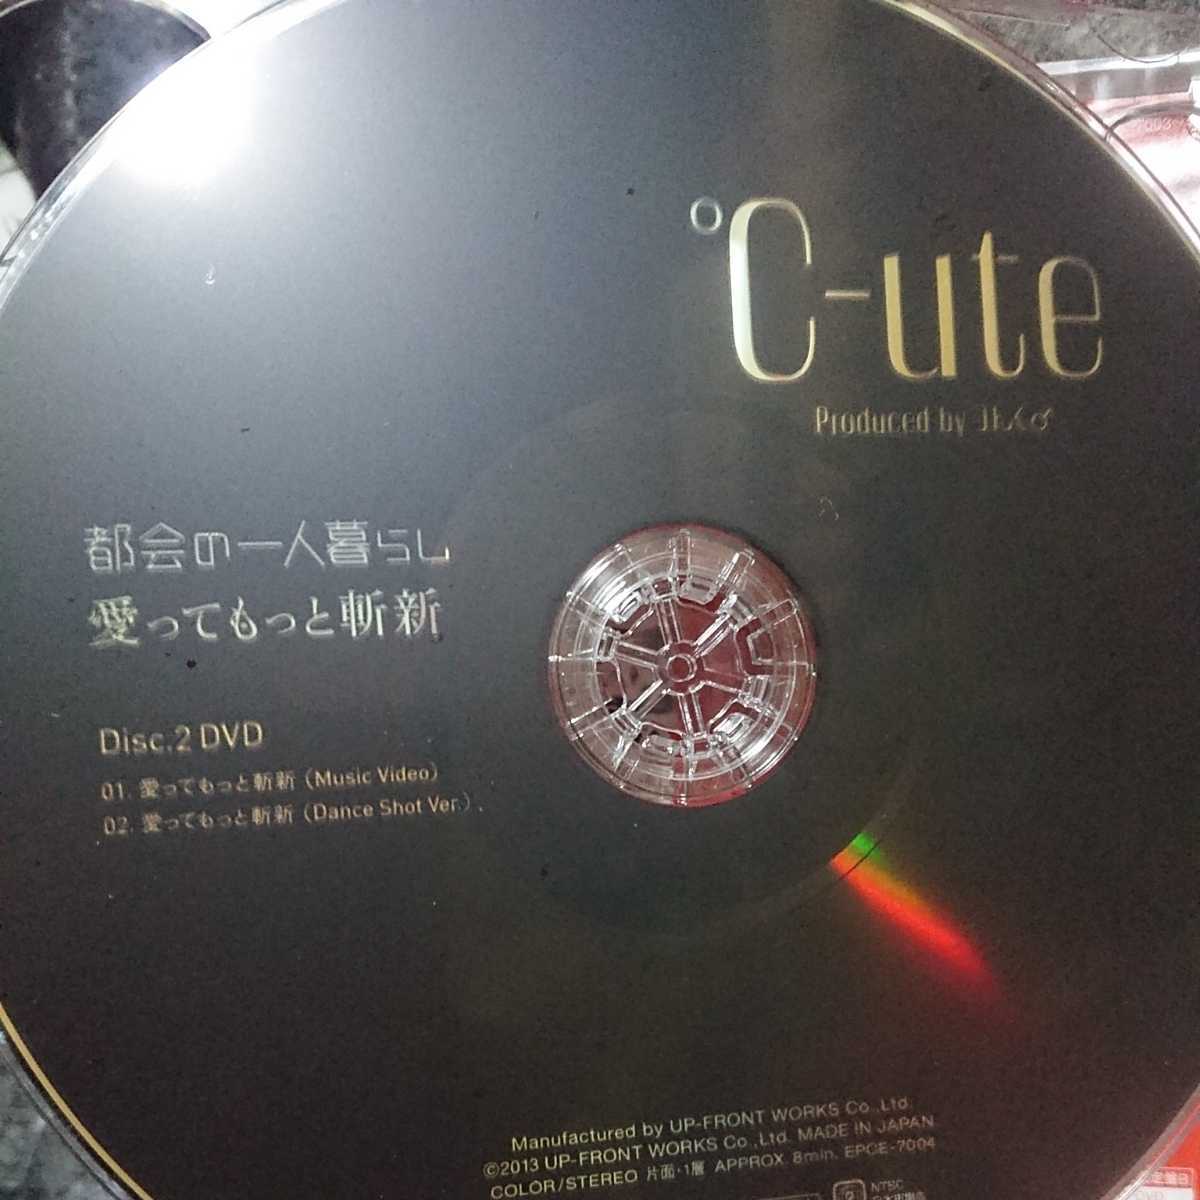 ℃-ute
Produced by つんく♂
都会の一人暮らし
愛ってもっと斬新
Disc.2 DVD
01. 愛ってもっと斬新（Music Video）
02. 愛ってもっと斬新（Dance Shot Ver.）
Manufactured by UP-FRONT WORKS Co.,Ltd.
©2013 UP-FRONT WORKS Co.,Ltd. MADE IN JAPAN
COLOR/STEREO 片面・1層 APPROX. 8min. EPCE-7004
NTSC
2